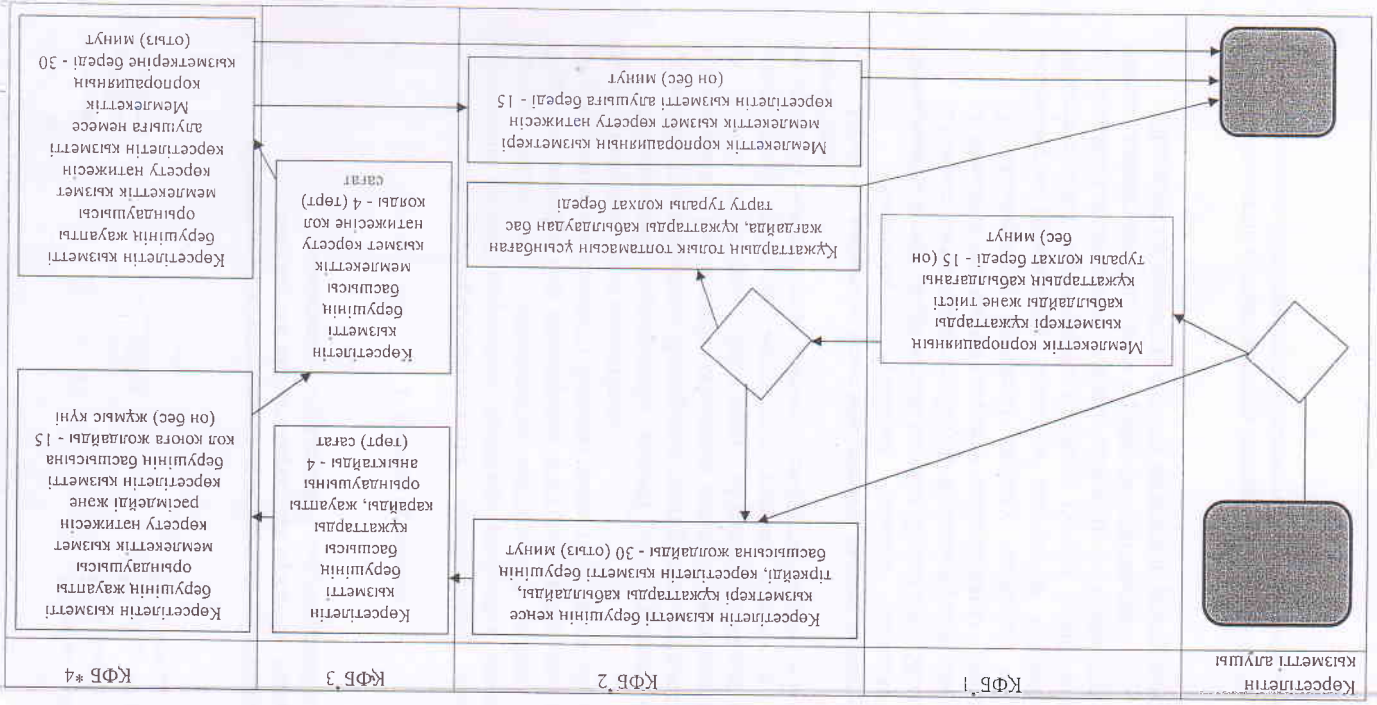 Көрсетілетін
қызметті алушы
ҚФБ*1
ҚФБ*2
ҚФБ*3
ҚФБ *4
Мемлекеттік корпорацияның
қызметкері құжаттарды
қабылдайды және тиісті
құжаттардың қабылдағаны
туралы қолхат береді - 15 (он
бес) минут
Көрсетілетін қызметті берушінің кеңсе
қызметкері құжаттарды қабылдайды,
тіркейді, көрсетілетін қызметті берушінің
басшысына жолдайды - 30 (отыз) минут
Құжаттардың толық топтамасын ұсынбаған
жағдайда, құжаттарды қабылдаудан бас
тарту туралы қолхат береді
Мемлекеттік корпорацияның қызметкері
мемлекеттік қызмет көрсету нәтижесін
көрсетілетін қызметті алушыға береді - 15
(он бес) минут
Көрсетілетін
қызметті
берушінің
басшысы
құжаттарды
қарайды, жауапты
орындаушыны
анықтайды - 4
(төрт) сағат
Көрсетілетін
қызметті
берушінің
басшысы
мемлекеттік
қызмет көрсету
нәтижесіне қол
қояды - 4 (төрт)
сағат
Көрсетілетін қызметті
берушінің жауапты
орындаушысы
мемлекеттік қызмет
көрсету нәтижесін
ресімдейді және
көрсетілетін қызметті
берушінің басшысына
қол қоюға жолдайды - 15
(он бес) жұмыс күні
Көрсетілетін қызметті
берушінің жауапты
орындаушысы
мемлекеттік қызмет
көрсету нәтижесін
көрсетілетін қызметті
алушыға немесе
Мемлекеттік
корпорацияның
қызметкеріне береді - 30
(отыз) минут